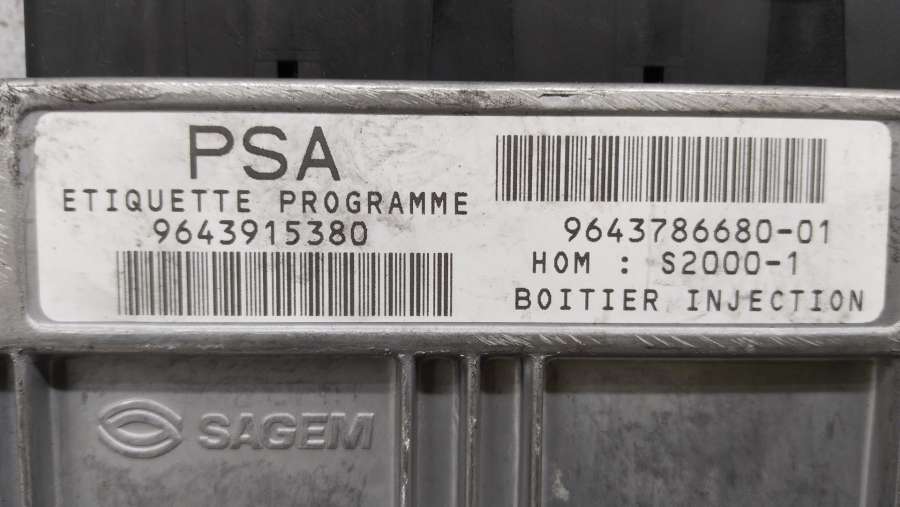 PSA
ETIQUETTE PROGRAMME
9643915380
9643786680-01
HOM : S2000-1
BOITIER INJECTION
SAGEM